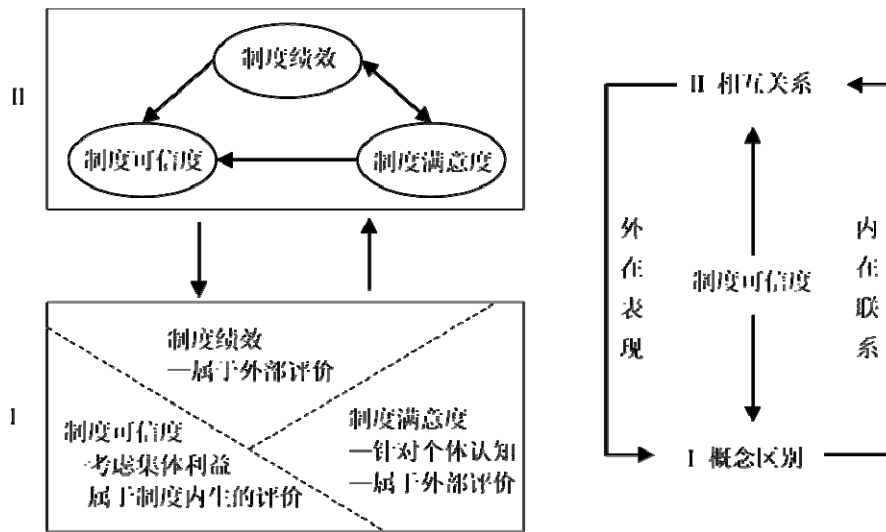 II
制度绩效
制度可信度
制度满意度
I
制度绩效
—属于外部评价
制度可信度
考虑集体利益
属于制度内生的评价
制度满意度
—针对个体认知
—属于外部评价
II 相互关系
外在表现
制度可信度
内在联系
I 概念区别